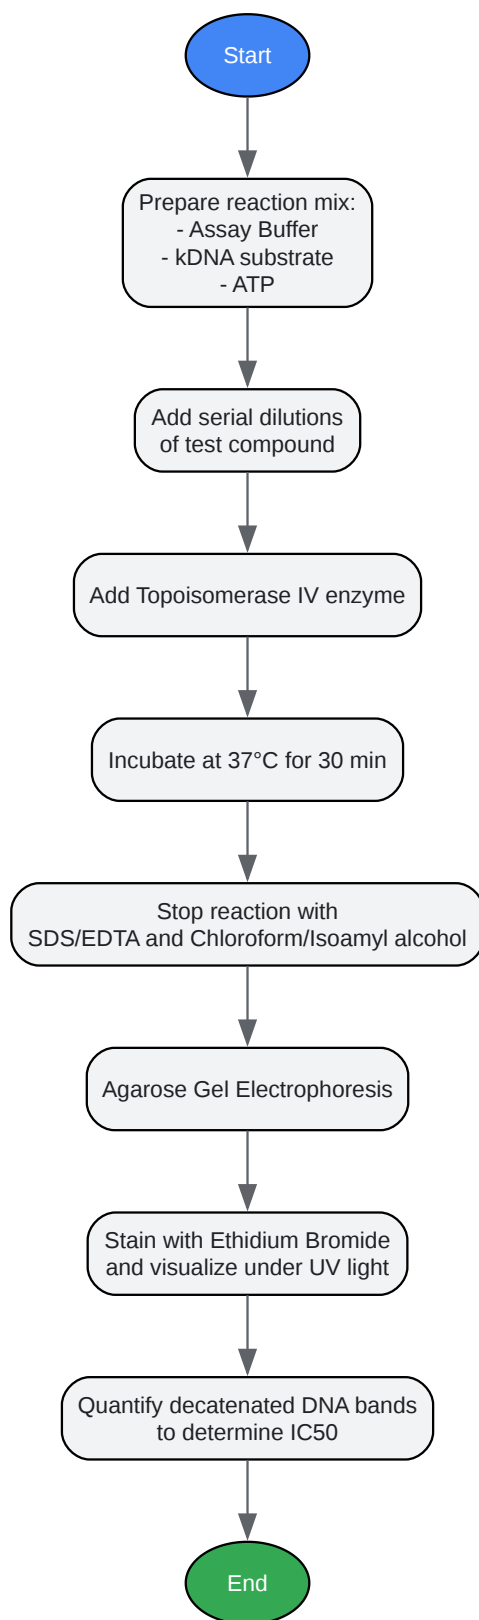 Start
Prepare reaction mix:
- Assay Buffer
- kDNA substrate
- ATP
Add serial dilutions
of test compound
Add Topoisomerase IV enzyme
Incubate at 37°C for 30 min
Stop reaction with
SDS/EDTA and Chloroform/Isoamyl alcohol
Agarose Gel Electrophoresis
Stain with Ethidium Bromide
and visualize under UV light
Quantify decatenated DNA bands
to determine IC50
End